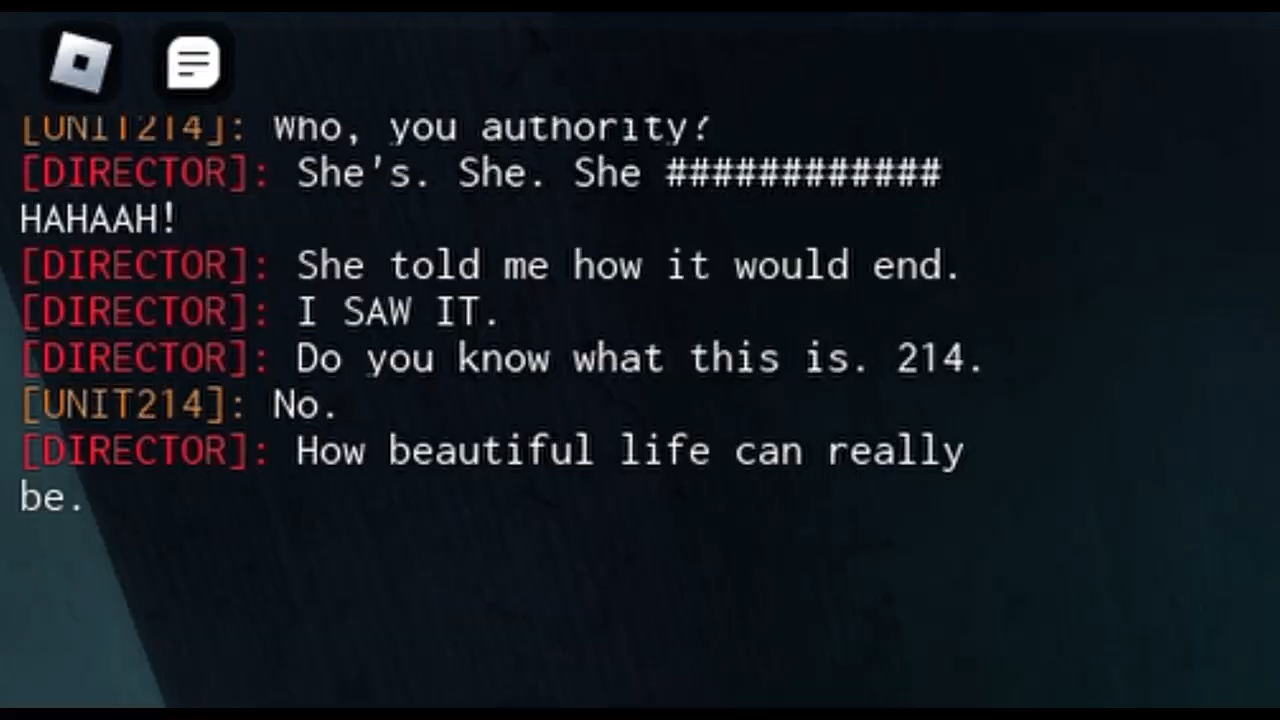 [UNIT214]: Who, you authority?
[DIRECTOR]: She's. She. She ############
HAHAAH!
[DIRECTOR]: She told me how it would end.
[DIRECTOR]: I SAW IT.
[DIRECTOR]: Do you know what this is. 214.
[UNIT214]: No.
[DIRECTOR]: How beautiful life can really
be.